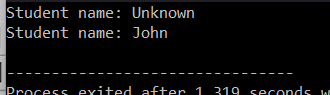 Student name: Unknown
Student name: John
--------------------------------
Process exited after 1.319 seconds w